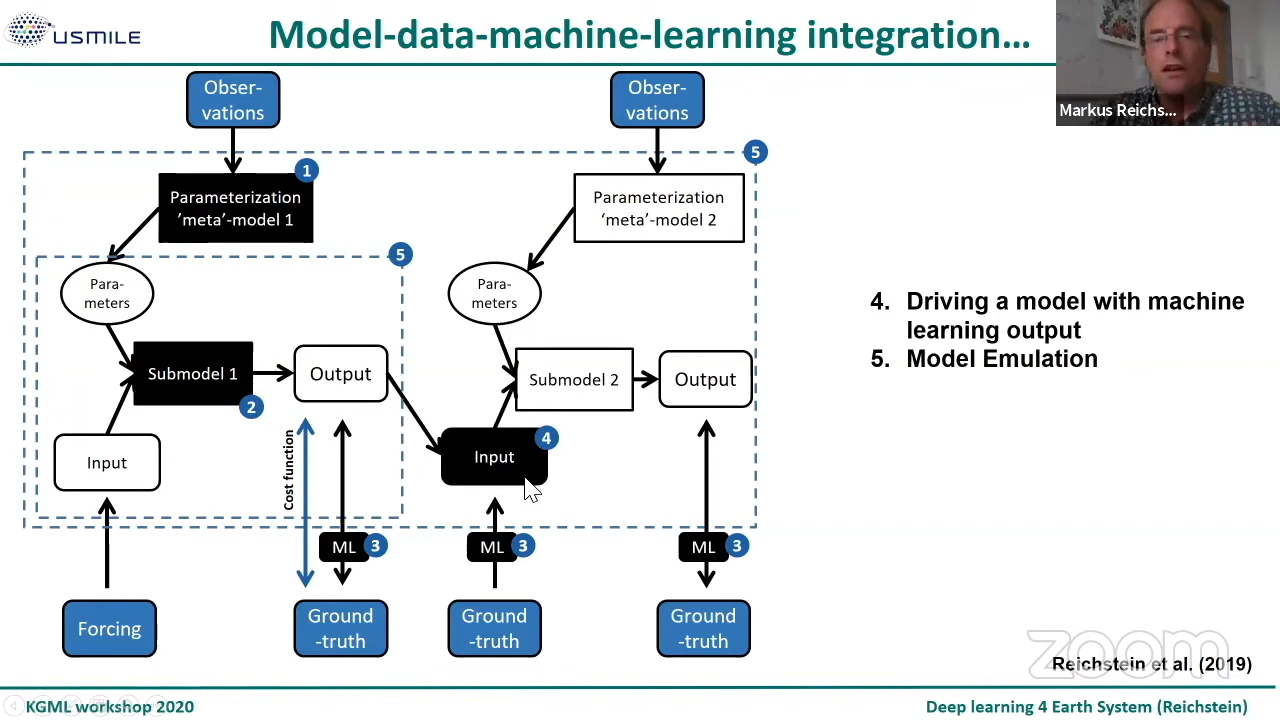 USMILE
Model-data-machine-learning integration…
Markus Reichs...
Obser-
vations
Obser-
vations
5
1
Parameterization
’meta’-model 1
Parameterization
‘meta’-model 2
5
Para-
meters
Para-
meters
4. Driving a model with machine
learning output
5. Model Emulation
Submodel 1
Output
Submodel 2
Output
2
Cost function
Input
Input
4
ML
3
ML
3
ML
3
Forcing
Ground
-truth
Ground
-truth
Ground
-truth
zoom
Reichstein et al. (2019)
KGML workshop 2020
Deep learning 4 Earth System (Reichstein)